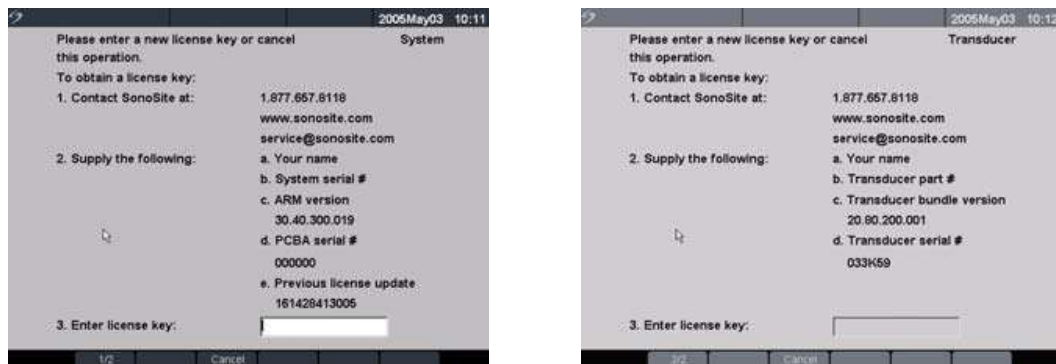 2005May03 10:11
Please enter a new license key or cancel System
this operation.
To obtain a license key:
1. Contact SonoSite at: 1.877.657.8118
www.sonosite.com
service@sonosite.com
2. Supply the following: a. Your name
b. System serial #
c. ARM version
30.40.300.019
d. PCBA serial #
000000
e. Previous license update
161428413005
3. Enter license key:
1/2 Cancel
2005May03 10:12
Please enter a new license key or cancel Transducer
this operation.
To obtain a license key:
1. Contact SonoSite at: 1.877.657.8118
www.sonosite.com
service@sonosite.com
2. Supply the following: a. Your name
b. Transducer part #
c. Transducer bundle version
20.80.200.001
d. Transducer serial #
033K59
3. Enter license key:
2/2 Cancel